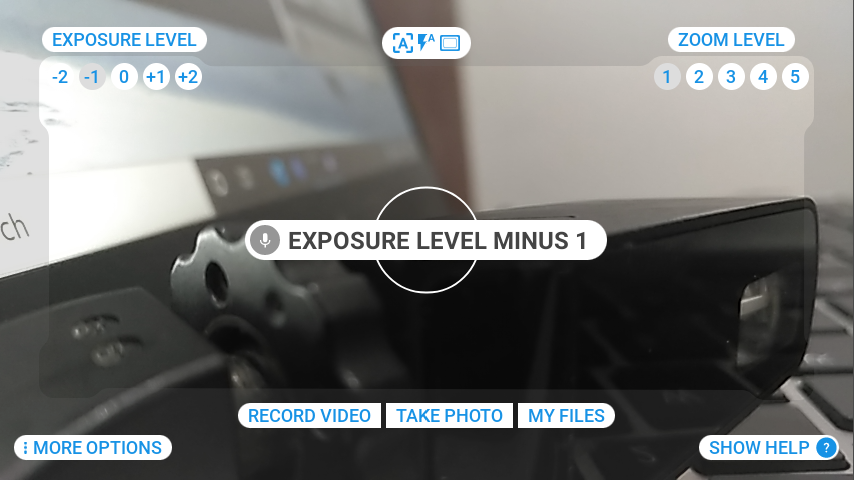 EXPOSURE LEVEL
-2 -1 0 +1 +2
A A
ZOOM LEVEL
1 2 3 4 5
ch
EXPOSURE LEVEL MINUS 1
RECORD VIDEO TAKE PHOTO MY FILES
MORE OPTIONS
SHOW HELP ?